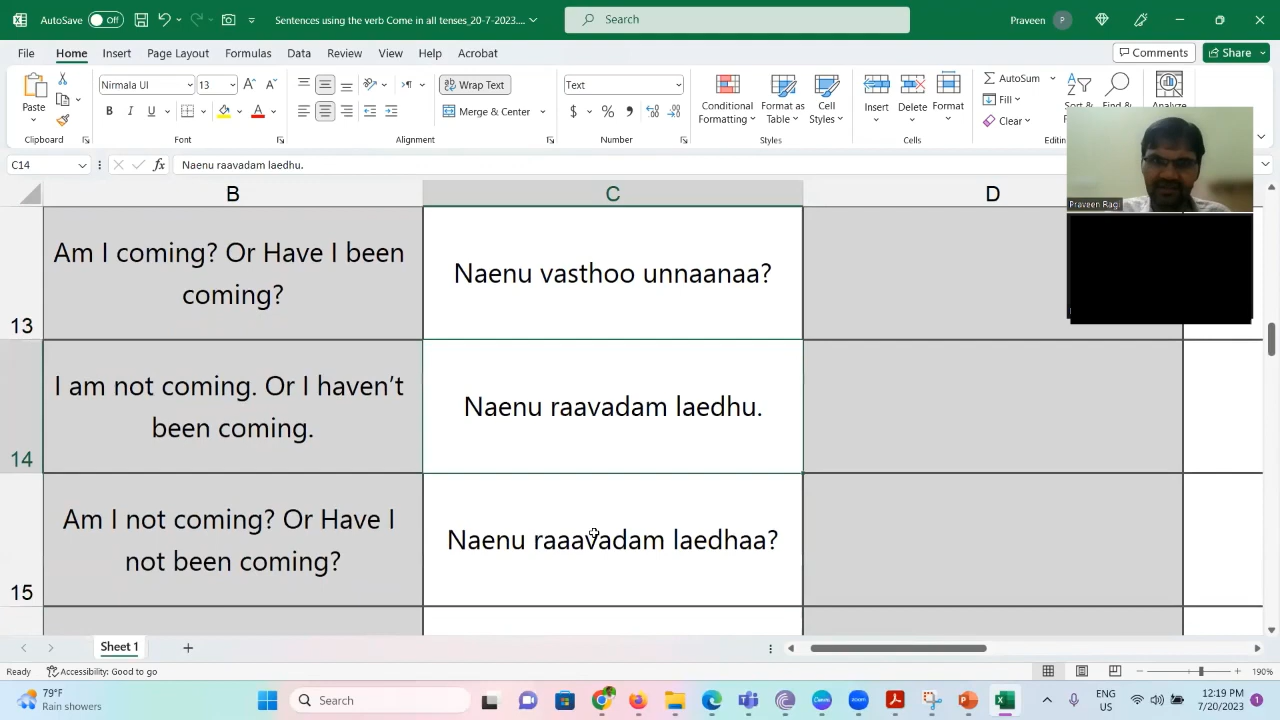 AutoSave Off Sentences using the verb Come in all tenses_20-7-2023.... Search Praveen P
File Home Insert Page Layout Formulas Data Review View Help Acrobat Comments Share
Paste
Clipboard
Nirmala UI 13
B I U
Font
Wrap Text
Merge & Center
Alignment
Text
$ % ,
Number
Conditional Formatting
Format as Table
Cell Styles
Styles
Insert Delete Format
Cells
AutoSum
Fill
Clear
C14 fx Naenu raavadam laedhu.
B C D
Praveen Ragi
13 Am I coming? Or Have I been
coming?
Naenu vasthoo unnaanaa?
14 I am not coming. Or I haven’t
been coming.
Naenu raavadam laedhu.
15 Am I not coming? Or Have I
not been coming?
Naenu raaavadam laedhaa?
Sheet 1
Ready Accessibility: Good to go 190%
79°F
Rain showers
Search
ENG
US
12:19 PM
7/20/2023
1